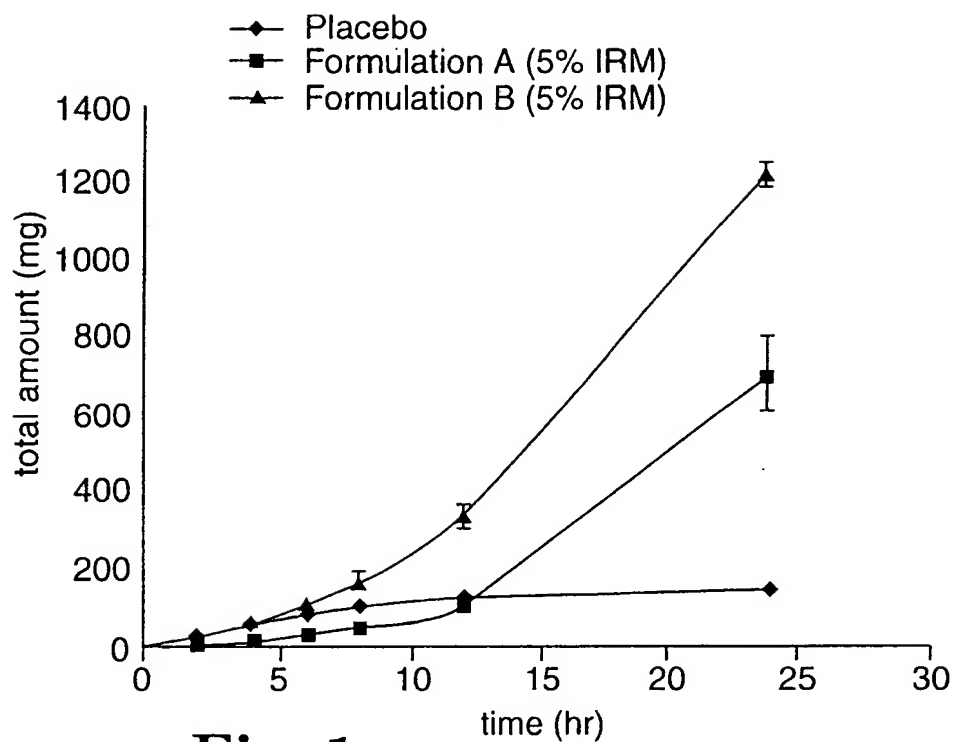 Placebo
Formulation A (5% IRM)
Formulation B (5% IRM)
1400
1200
1000
800
600
400
200
0
total amount (mg)
0 5 10 15 20 25 30
time (hr)